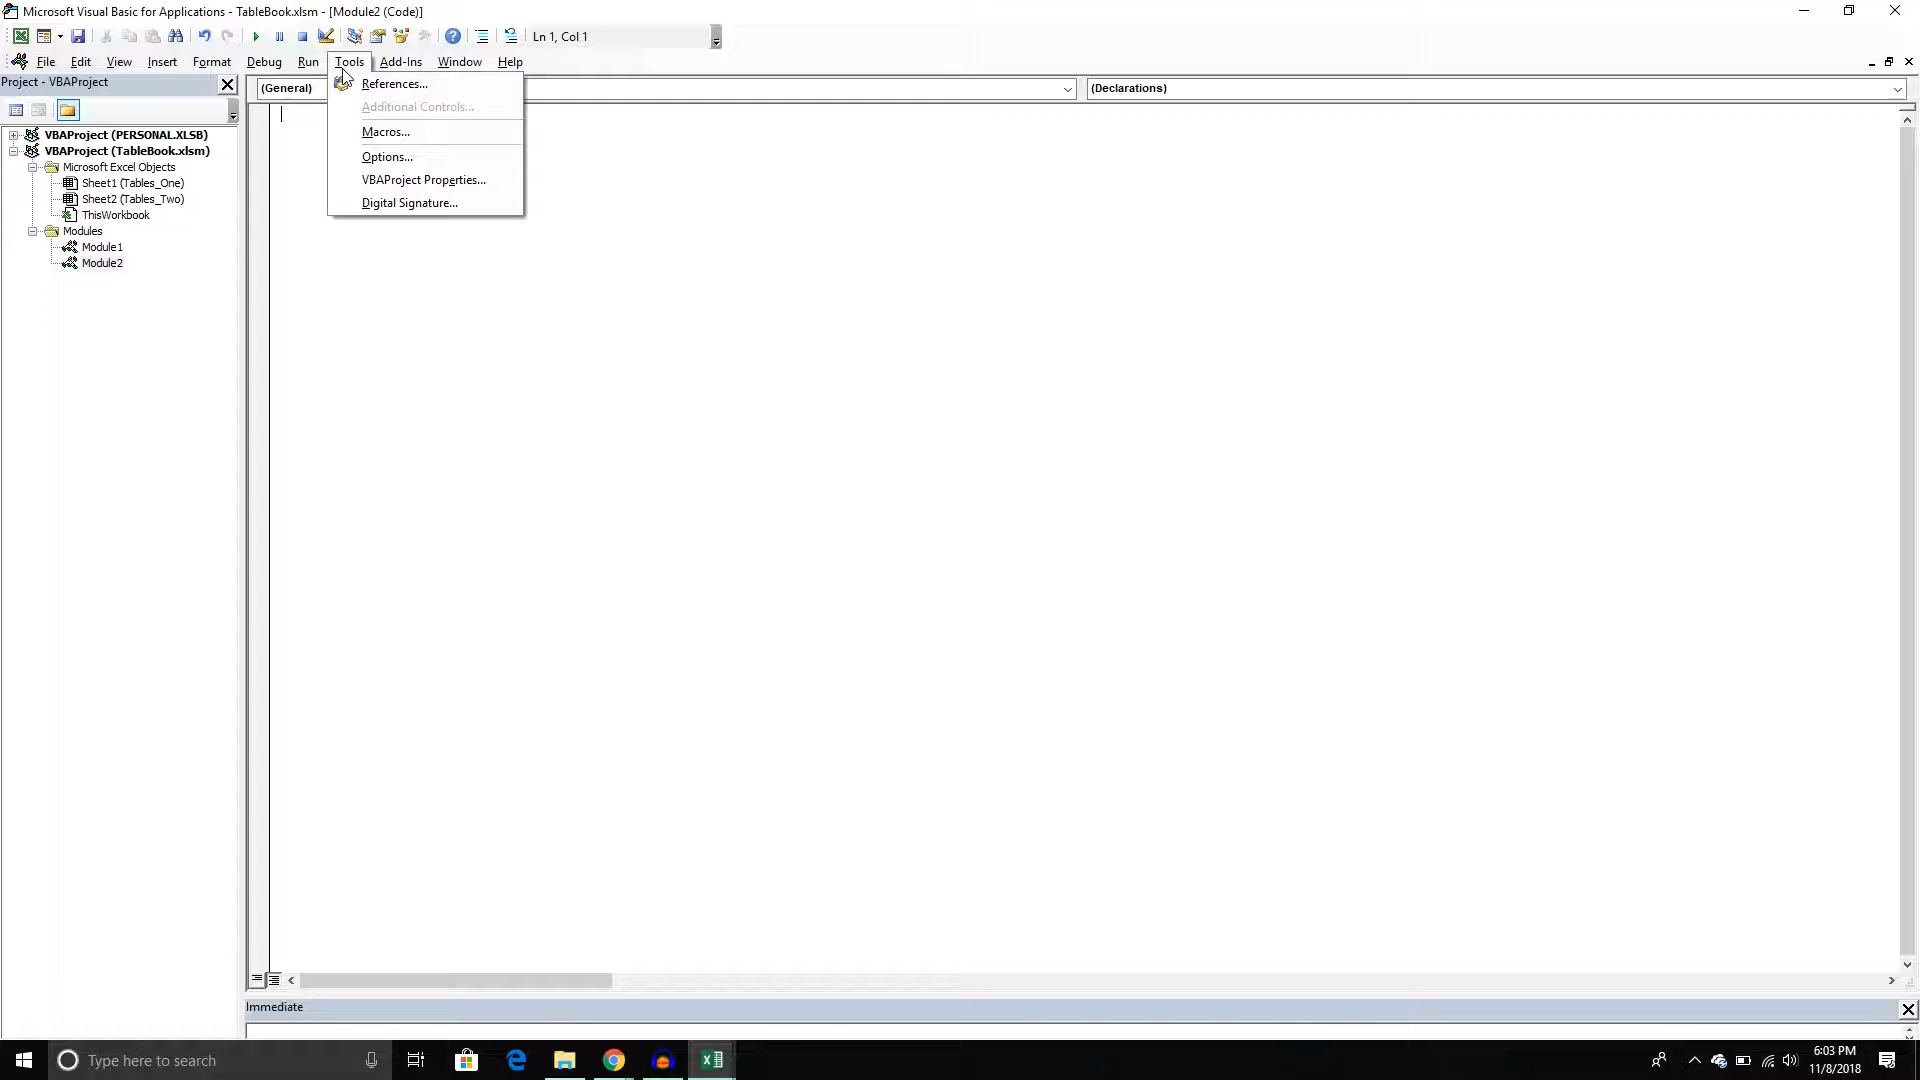 Microsoft Visual Basic for Applications - TableBook.xlsm - [Module2 (Code)]
Ln 1, Col 1
File Edit View Insert Format Debug Run Tools Add-Ins Window Help
Project - VBAProject
References...
Additional Controls...
Macros...
Options...
VBAProject Properties...
Digital Signature...
(General)
(Declarations)
VBAProject (PERSONAL.XLSB)
VBAProject (TableBook.xlsm)
Microsoft Excel Objects
Sheet1 (Tables_One)
Sheet2 (Tables_Two)
ThisWorkbook
Modules
Module1
Module2
Immediate
Type here to search
6:03 PM
11/8/2018